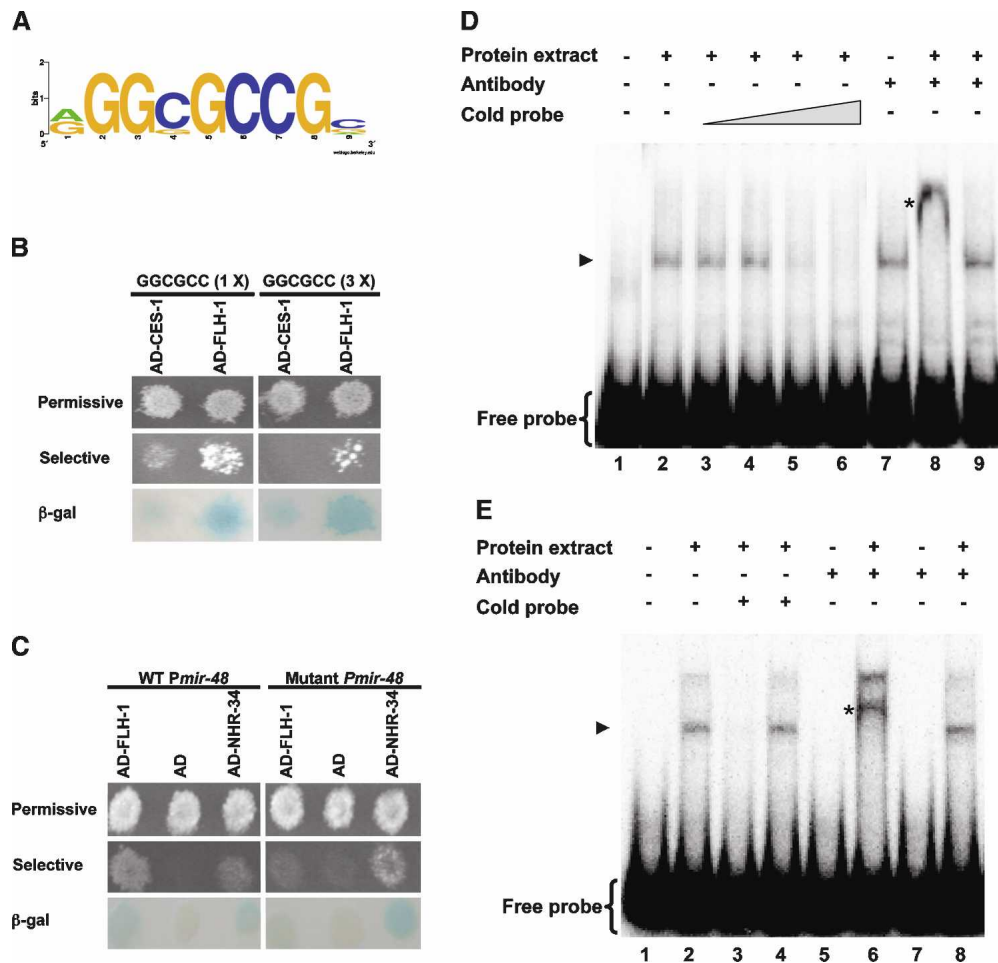 A
2
1
bits
0
AGGCGCCGC
G
5´
1 2 3 4 5 6 7 8 9
3´
weblogo.berkeley.edu
B
GGCGCC (1 X) GGCGCC (3 X)
AD-CES-1 AD-FLH-1 AD-CES-1 AD-FLH-1
Permissive
Selective
β-gal
C
WT Pmir-48 Mutant Pmir-48
AD-FLH-1 AD AD-NHR-34 AD-FLH-1 AD AD-NHR-34
Permissive
Selective
β-gal
D
Protein extract - + + + + + - + +
Antibody - - - - - - + + +
Cold probe - - - - -
*
Free probe
1 2 3 4 5 6 7 8 9
E
Protein extract - + + + - + - +
Antibody - - - - + + + +
Cold probe - - + + - - - -
*
Free probe
1 2 3 4 5 6 7 8